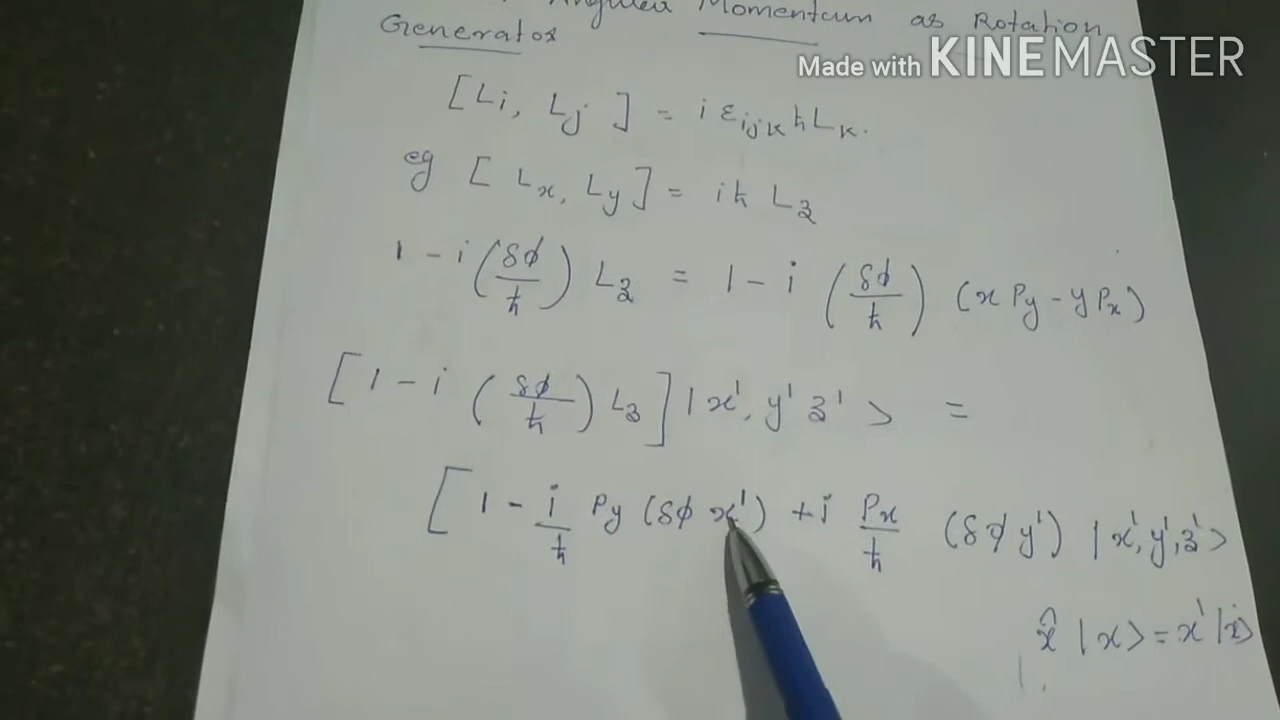 Angular Momentum as Rotation
Generator
Made with KINEMASTER
[Li, Lj] = i εijk ħ Lk.
eg [Lx, Ly] = iħ Lz
1 - i (δφ/ħ) Lz = 1 - i (δφ/ħ) (x Py - y Px)
[1 - i (δφ/ħ) Lz] |x', y' z'> =
[1 - i/ħ Py (δφ x') + i Px/ħ (δφ y') |x', y', z'>
x̂ |x> = x' |x>